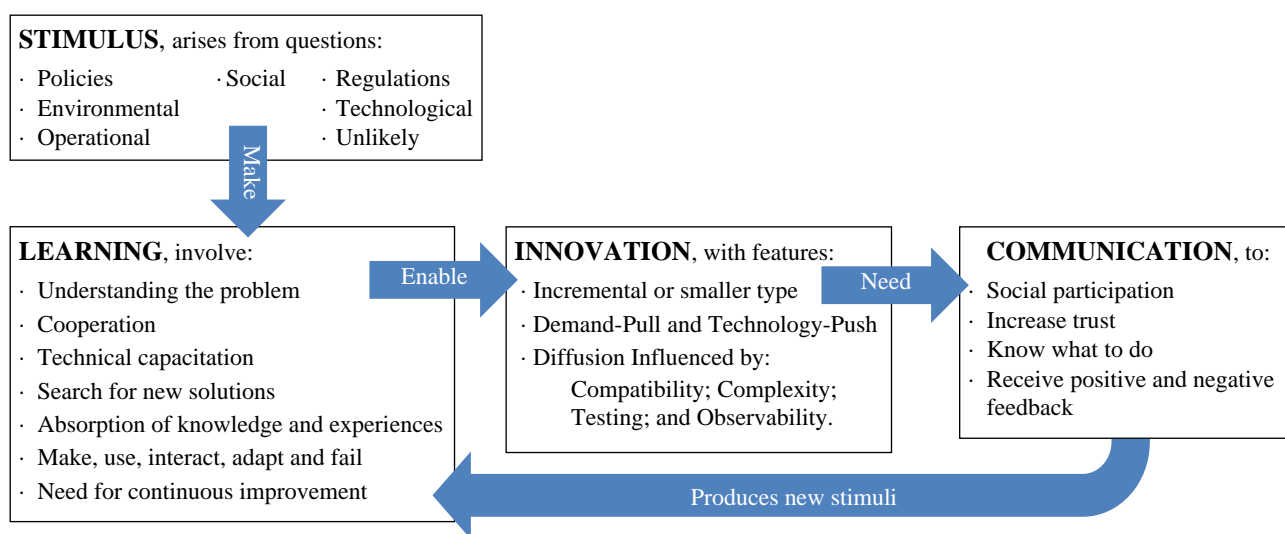 STIMULUS, arises from questions:
· Policies · Social · Regulations
· Environmental · Technological
· Operational · Unlikely
Make
LEARNING, involve:
· Understanding the problem
· Cooperation
· Technical capacitation
· Search for new solutions
· Absorption of knowledge and experiences
· Make, use, interact, adapt and fail
· Need for continuous improvement
Enable
INNOVATION, with features:
· Incremental or smaller type
· Demand-Pull and Technology-Push
· Diffusion Influenced by:
Compatibility; Complexity;
Testing; and Observability.
Need
COMMUNICATION, to:
· Social participation
· Increase trust
· Know what to do
· Receive positive and negative
feedback
Produces new stimuli